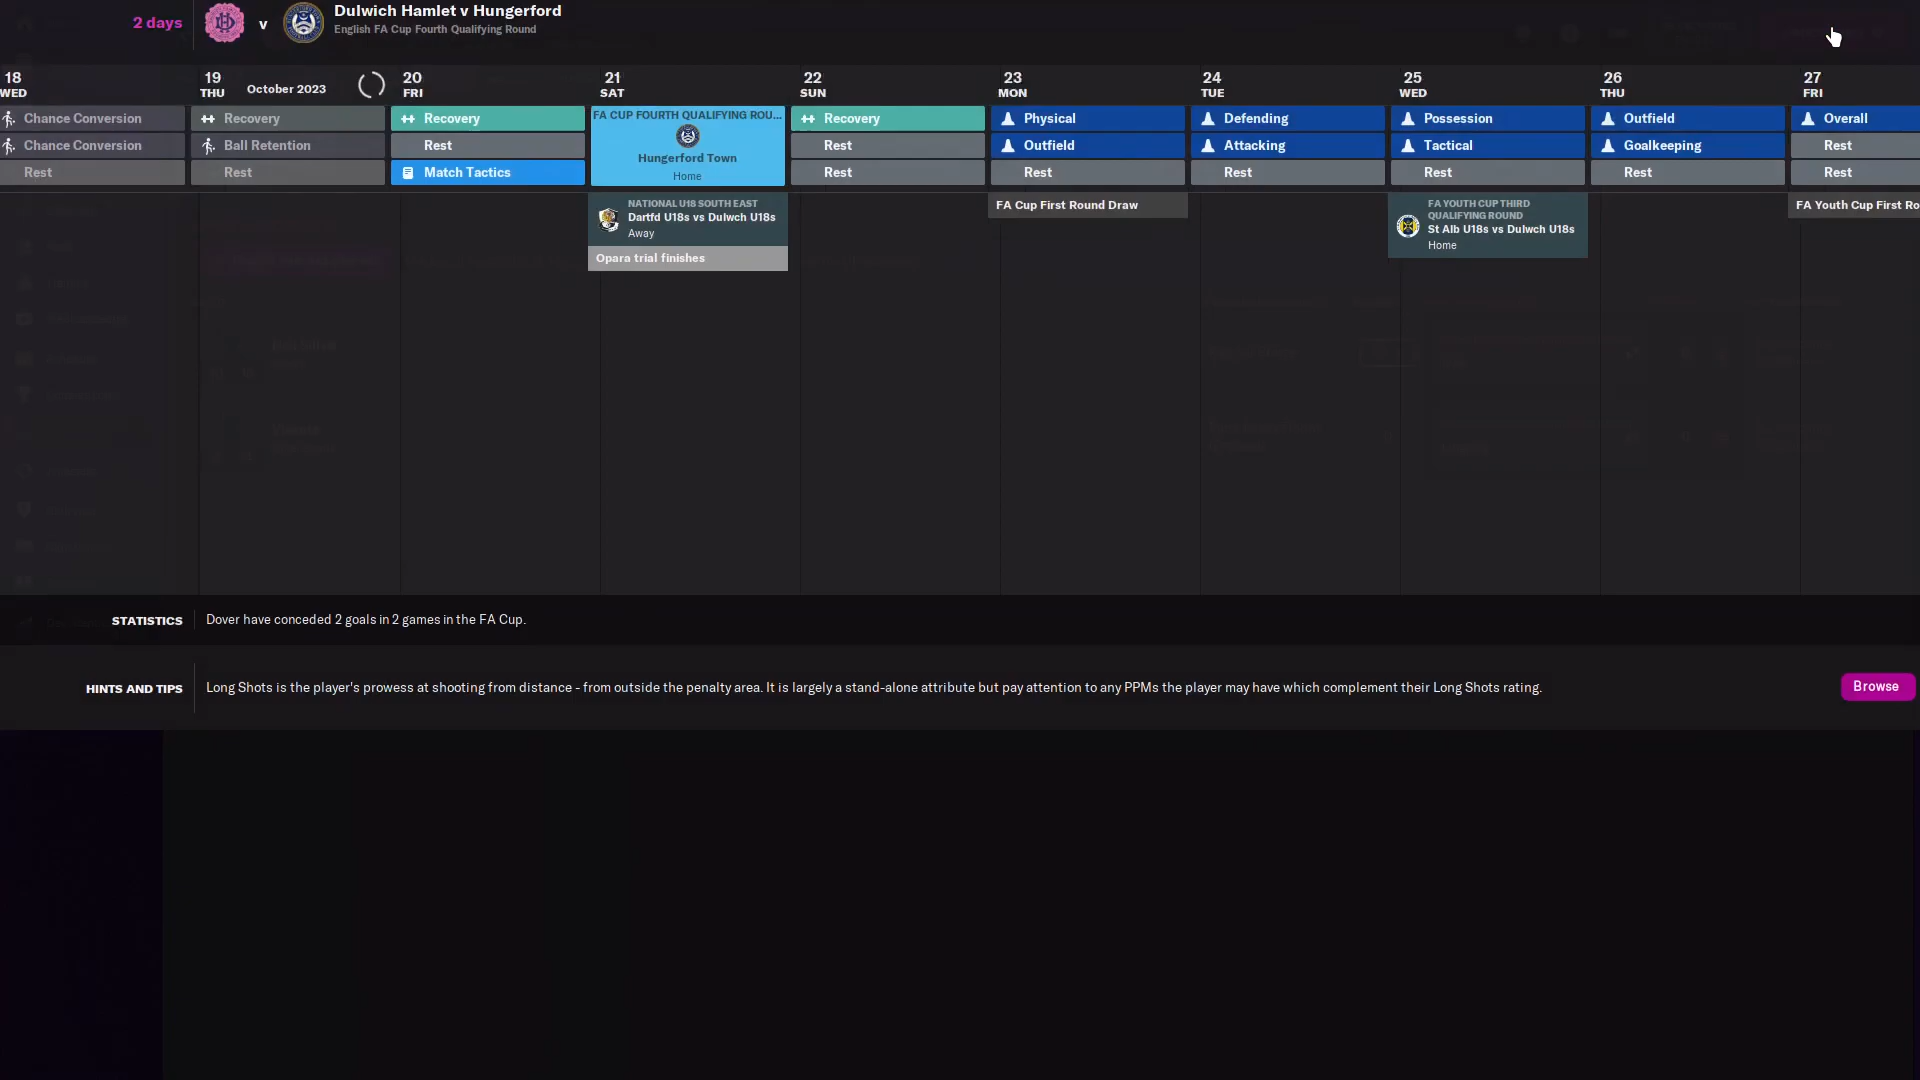 2 days
v
Dulwich Hamlet v Hungerford
English FA Cup Fourth Qualifying Round
18 WED
19 THU
October 2023
20 FRI
21 SAT
22 SUN
23 MON
24 TUE
25 WED
26 THU
27 FRI
Chance Conversion
Chance Conversion
Rest
Recovery
Ball Retention
Rest
Recovery
Rest
Match Tactics
FA CUP FOURTH QUALIFYING ROU...
Hungerford Town
Home
Recovery
Rest
Rest
Physical
Outfield
Rest
Defending
Attacking
Rest
Possession
Tactical
Rest
Outfield
Goalkeeping
Rest
Overall
Rest
Rest
NATIONAL U18 SOUTH EAST
Dartfd U18s vs Dulwch U18s
Away
Opara trial finishes
FA Cup First Round Draw
FA YOUTH CUP THIRD
QUALIFYING ROUND
St Alb U18s vs Dulwch U18s
Home
FA Youth Cup First Ro
STATISTICS
Dover have conceded 2 goals in 2 games in the FA Cup.
HINTS AND TIPS
Long Shots is the player's prowess at shooting from distance - from outside the penalty area. It is largely a stand-alone attribute but pay attention to any PPMs the player may have which complement their Long Shots rating.
Browse